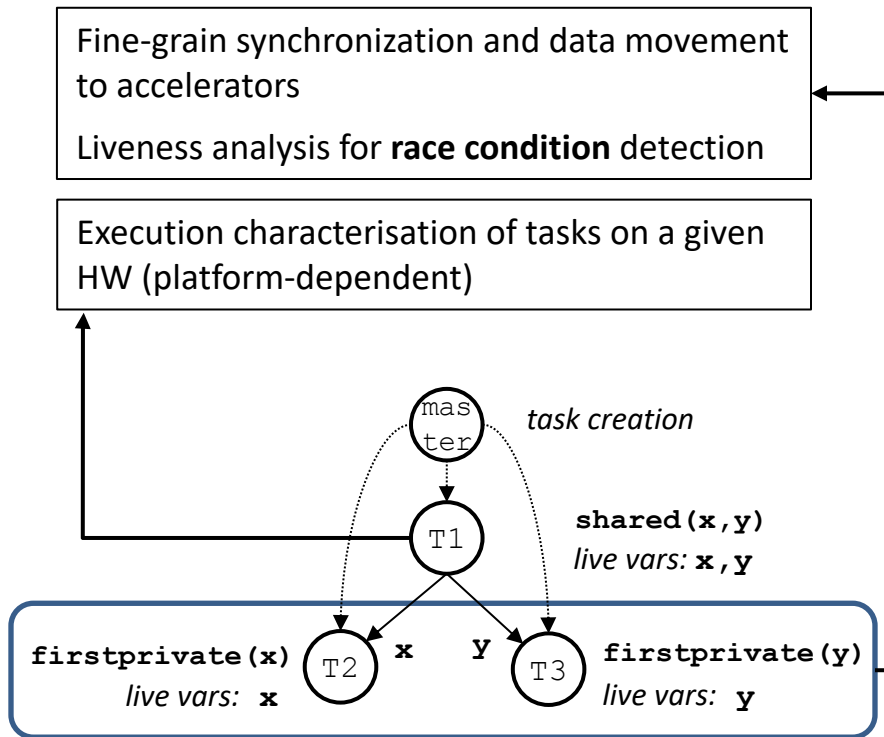 Fine-grain synchronization and data movement
to accelerators
Liveness analysis for race condition detection
Execution characterisation of tasks on a given
HW (platform-dependent)
mas
ter
task creation
T1
shared(x,y)
live vars: x,y
firstprivate(x)
live vars: x
T2
x
y
T3
firstprivate(y)
live vars: y